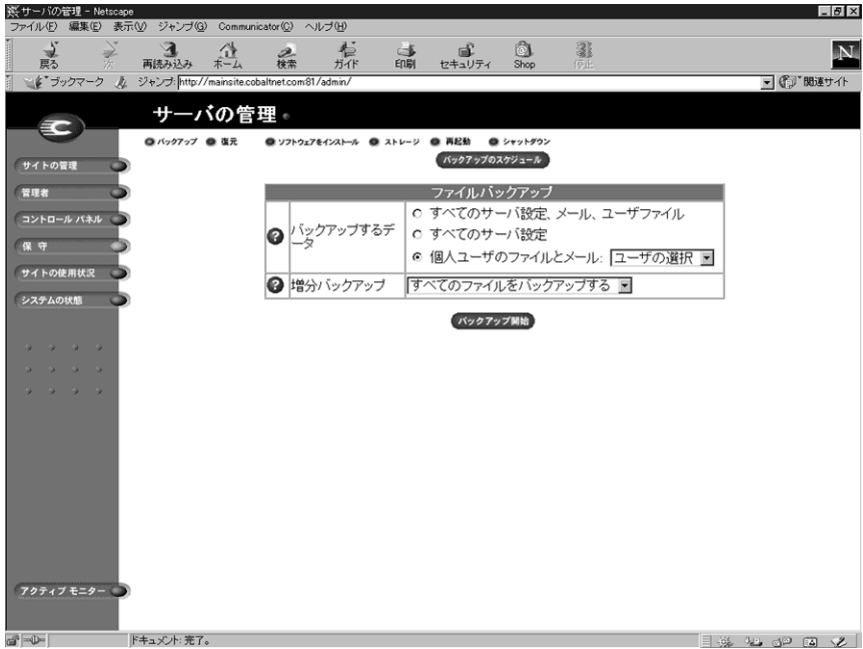 サーバの管理 - Netscape
ファイル(F) 編集(E) 表示(V) ジャンプ(G) Communicator(C) ヘルプ(H)
戻る 次 再読み込み ホーム 検索 ガイド 印刷 セキュリティ Shop 停止
N
ブックマーク ジャンプ: http://mainsite.cobaltnet.com:81/admin/ 関連サイト
サーバの管理
バックアップ 復元 ソフトウェアをインストール ストレージ 再起動 シャットダウン
バックアップのスケジュール
サイトの管理
管理者
コントロール パネル
保 守
サイトの使用状況
システムの状態
ファイルバックアップ
? バックアップするデ
ータ
すべてのサーバ設定、メール、ユーザファイル
すべてのサーバ設定
個人ユーザのファイルとメール: ユーザの選択
? 増分バックアップ すべてのファイルをバックアップする
バックアップ開始
アクティブ モニター
ドキュメント: 完了。